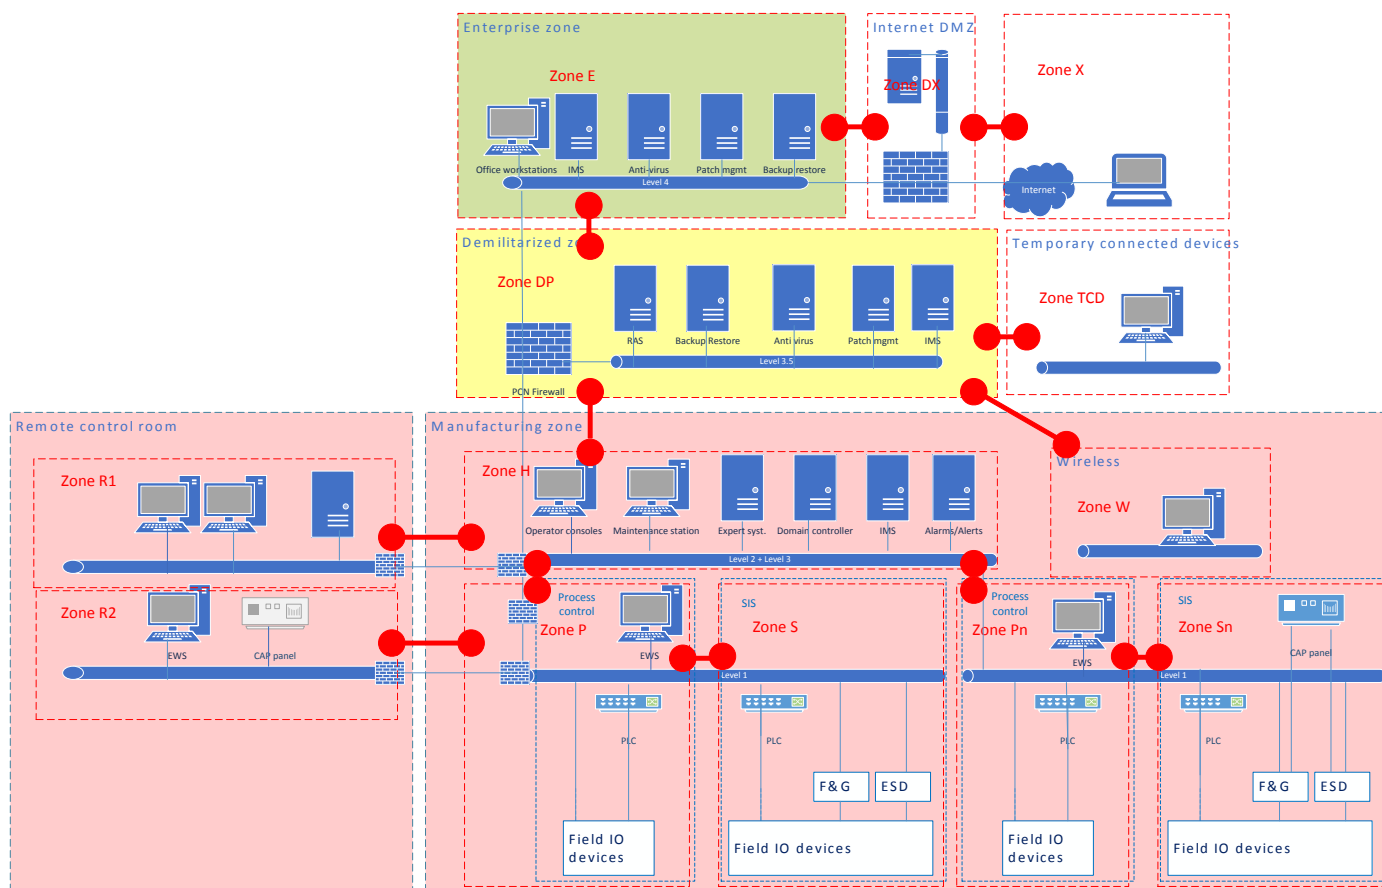 Enterprise zone
Internet DMZ
Zone E
Zone DX
Zone X
Office workstations
IMS
Anti-virus
Patch mgmt
Backup restore
Level 4
Internet
Demilitarized zo
Temporary connected devices
Zone DP
Zone TCD
RAS
Backup Restore
Anti virus
Patch mgmt
IMS
Level 3.5
PCN Firewall
Remote control room
Manufacturing zone
Wireless
Zone R1
Zone H
Zone W
Operator consoles
Maintenance station
Expert syst.
Domain controller
IMS
Alarms/Alerts
Level 2 + Level 3
Zone R2
EWS
CAP panel
Process
control
Zone P
EWS
SIS
Zone S
Process
control
Zone Pn
EWS
SIS
Zone Sn
CAP panel
Level 1
Level 1
PLC
PLC
PLC
PLC
F&G
ESD
F&G
ESD
Field IO
devices
Field IO devices
Field IO
devices
Field IO devices